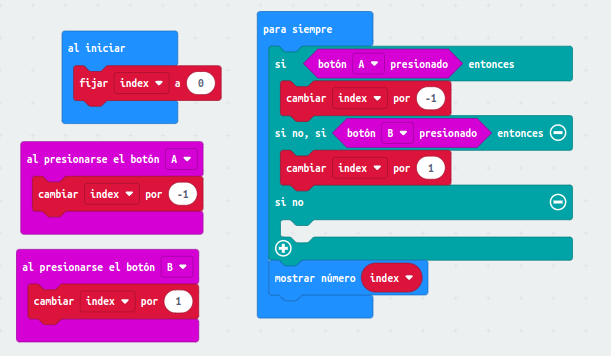 al iniciar
fijar index a 0
al presionarse el botón A
cambiar index por -1
al presionarse el botón B
cambiar index por 1
para siempre
si botón A presionado entonces
cambiar index por -1
si no, si botón B presionado entonces
cambiar index por 1
si no
mostrar número index